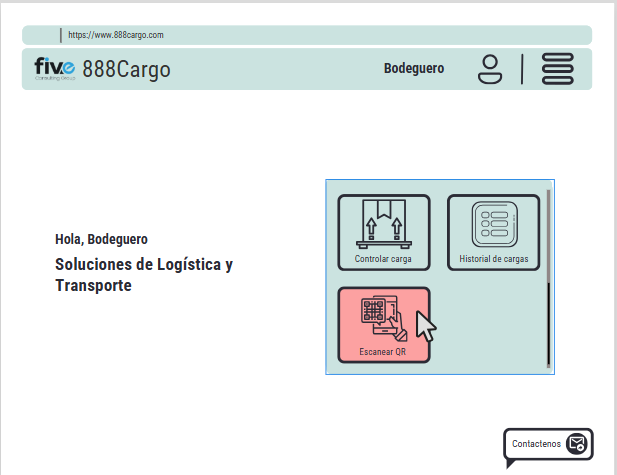 https://www.888cargo.com
five
Consulting Group
888Cargo
Bodeguero
Hola, Bodeguero
Soluciones de Logística y
Transporte
Controlar carga
Historial de cargas
Escanear QR
Contactenos